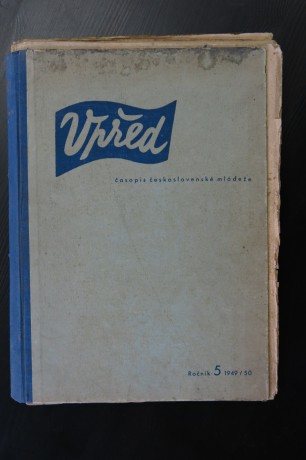 Vpřed
časopis československé mládeže
Ročník 5 1949/50